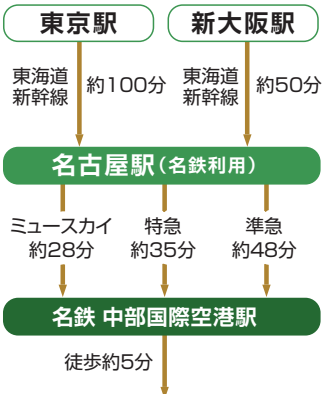 東京駅 新大阪駅
東海道 約100分 東海道 約50分
新幹線 新幹線
名古屋駅(名鉄利用)
ミュースカイ 特急 準急
約28分 約35分 約48分
名鉄 中部国際空港駅
徒歩約5分